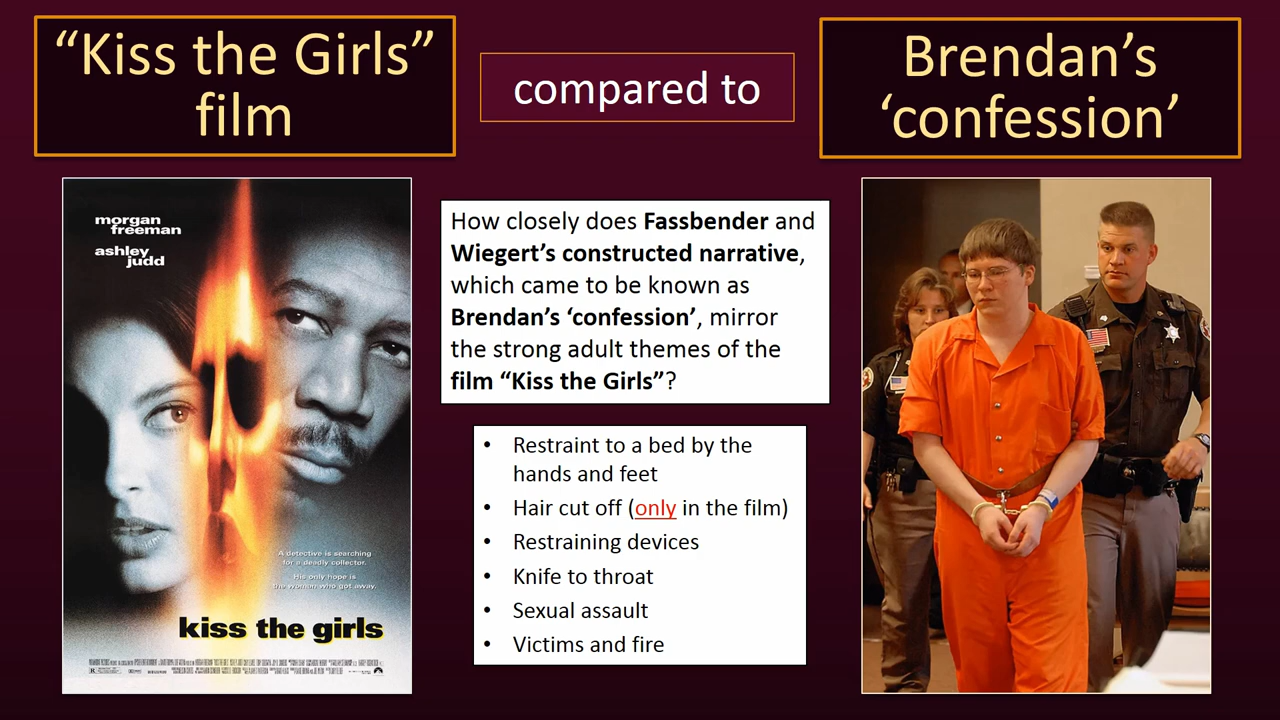 “Kiss the Girls”
film
compared to
Brendan’s
‘confession’
morgan
freeman
ashley
judd
A detective is searching
for a deadly collector.
His only hope is
the woman who got away.
kiss the girls
R
How closely does Fassbender and
Wiegert’s constructed narrative,
which came to be known as
Brendan’s ‘confession’, mirror
the strong adult themes of the
film “Kiss the Girls”?
• Restraint to a bed by the
hands and feet
• Hair cut off (only in the film)
• Restraining devices
• Knife to throat
• Sexual assault
• Victims and fire